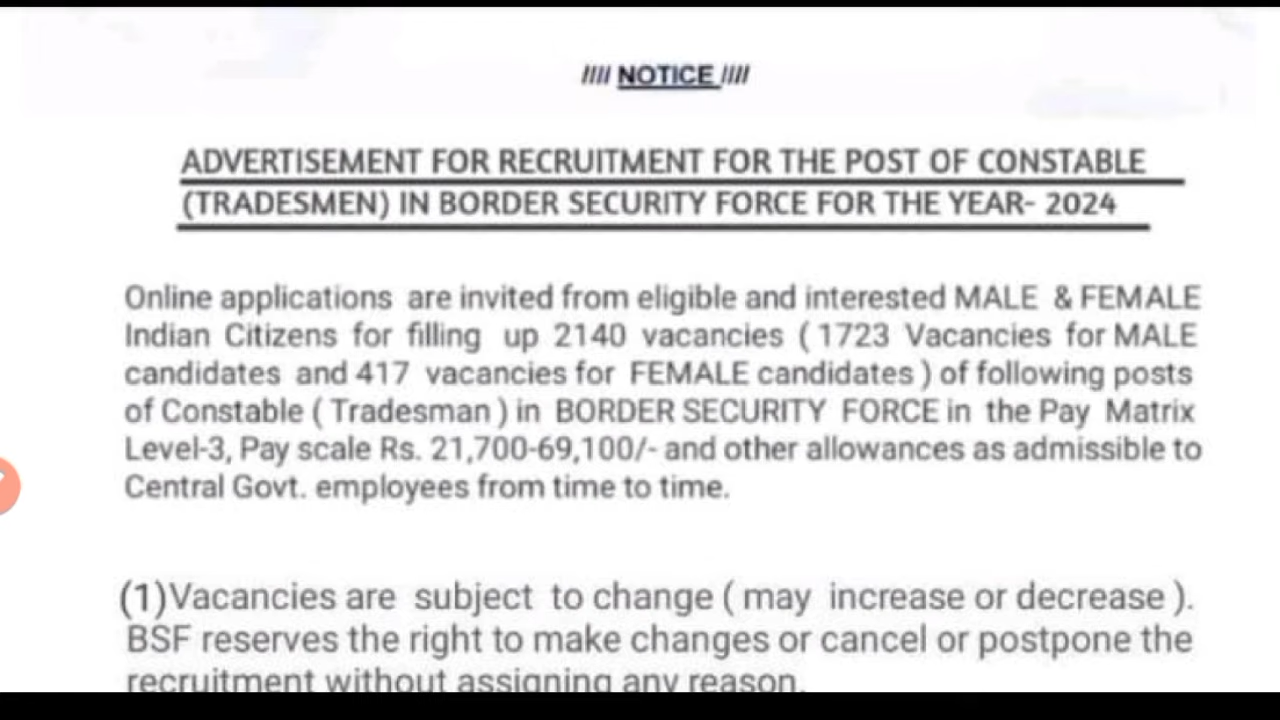 //// NOTICE ////
ADVERTISEMENT FOR RECRUITMENT FOR THE POST OF CONSTABLE
(TRADESMEN) IN BORDER SECURITY FORCE FOR THE YEAR- 2024
Online applications are invited from eligible and interested MALE & FEMALE
Indian Citizens for filling up 2140 vacancies ( 1723 Vacancies for MALE
candidates and 417 vacancies for FEMALE candidates ) of following posts
of Constable ( Tradesman ) in BORDER SECURITY FORCE in the Pay Matrix
Level-3, Pay scale Rs. 21,700-69,100/- and other allowances as admissible to
Central Govt. employees from time to time.
(1)Vacancies are subject to change ( may increase or decrease ).
BSF reserves the right to make changes or cancel or postpone the
recruitment without assigning any reason.